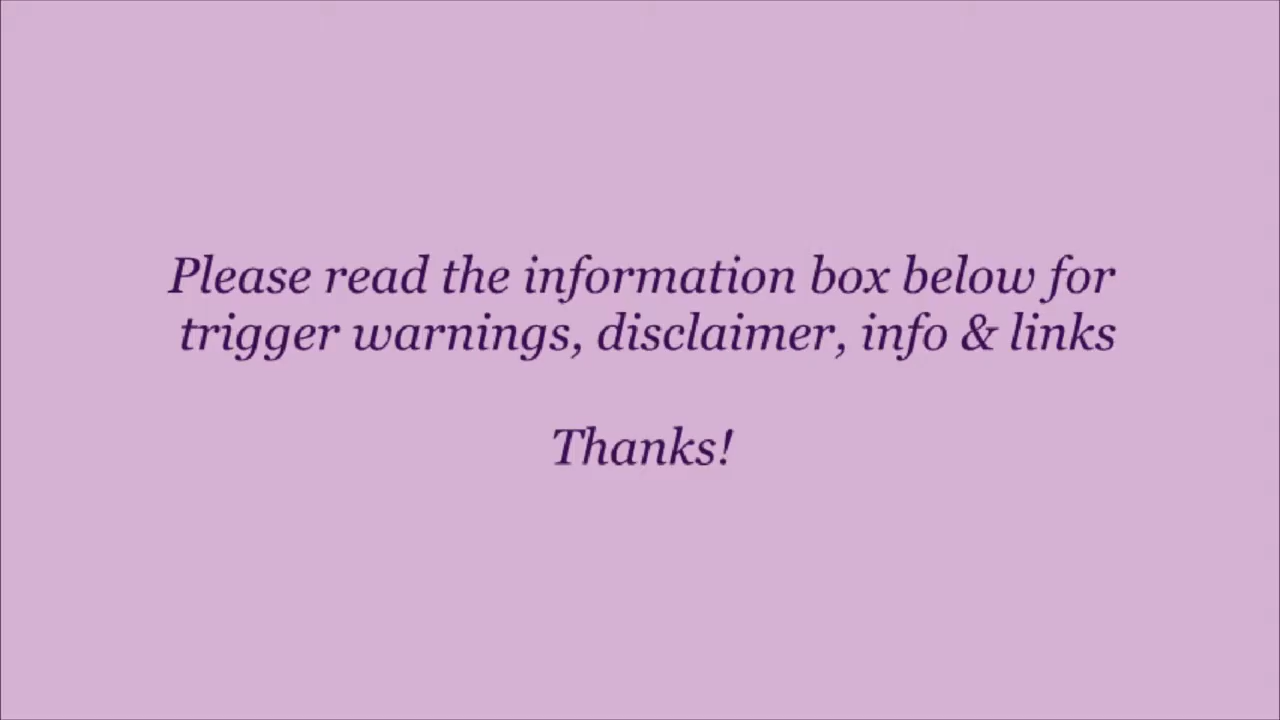 Please read the information box below for
trigger warnings, disclaimer, info & links
Thanks!